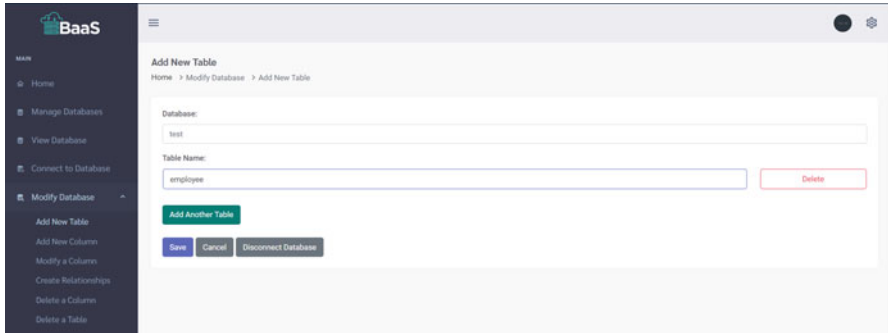 BaaS
MAIN
Home
Manage Databases
View Database
Connect to Database
Modify Database
Add New Table
Add New Column
Modify a Column
Create Relationships
Delete a Column
Delete a Table
Add New Table
Home > Modify Database > Add New Table
Database:
test
Table Name:
employee
Delete
Add Another Table
Save Cancel Disconnect Database